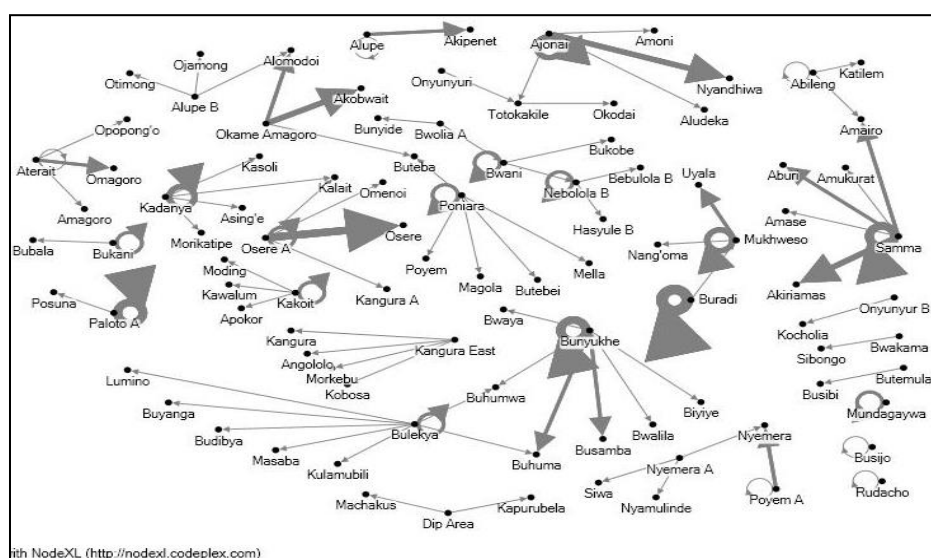 Alupe
Akipenet
Ajonai
Amoni
Ojamong
Alomodoi
Otimong
Alupe B
Onyunyuri
Nyandhiwa
Abileng
Katilem
Akobwait
Opopong'o
Okame Amagoro
Bunyide
Bwolia A
Totokakile
Okodai
Aludeka
Amairo
Aterait
Omagoro
Kasoli
Buteba
Bukobe
Kalait
Omenoi
Bwani
Nebolola B
Bebulola B
Uyala
Abun
Amukurat
Kadanya
Asing'e
Poniara
Amagoro
Hasyule B
Amase
Bubala
Bukani
Morikatipe
Osere A
Osere
Nang'oma
Mukhweso
Samma
Moding
Poyem
Mella
Kawalum
Kakoit
Kangura A
Magola
Butebei
Akiriamas
Posuna
Paloto A
Apokor
Buradi
Onyunyur B
Bwaya
Kocholia
Kangura
Kangura East
Bunyukhe
Sibongo
Bwakama
Angololo
Morkebu
Lumino
Kobosa
Buhumwa
Busibi
Butemula
Buyanga
Biyiye
Mundagaywa
Budibya
Bulekya
Bwalila
Nyemera
Masaba
Busamba
Kulamubili
Buhuma
Busijo
Nyemera A
Siwa
Machakus
Kapurubela
Nyamulinde
Poyem A
Rudacho
Dip Area
ith NodeXL (http://nodexl.codeplex.com)